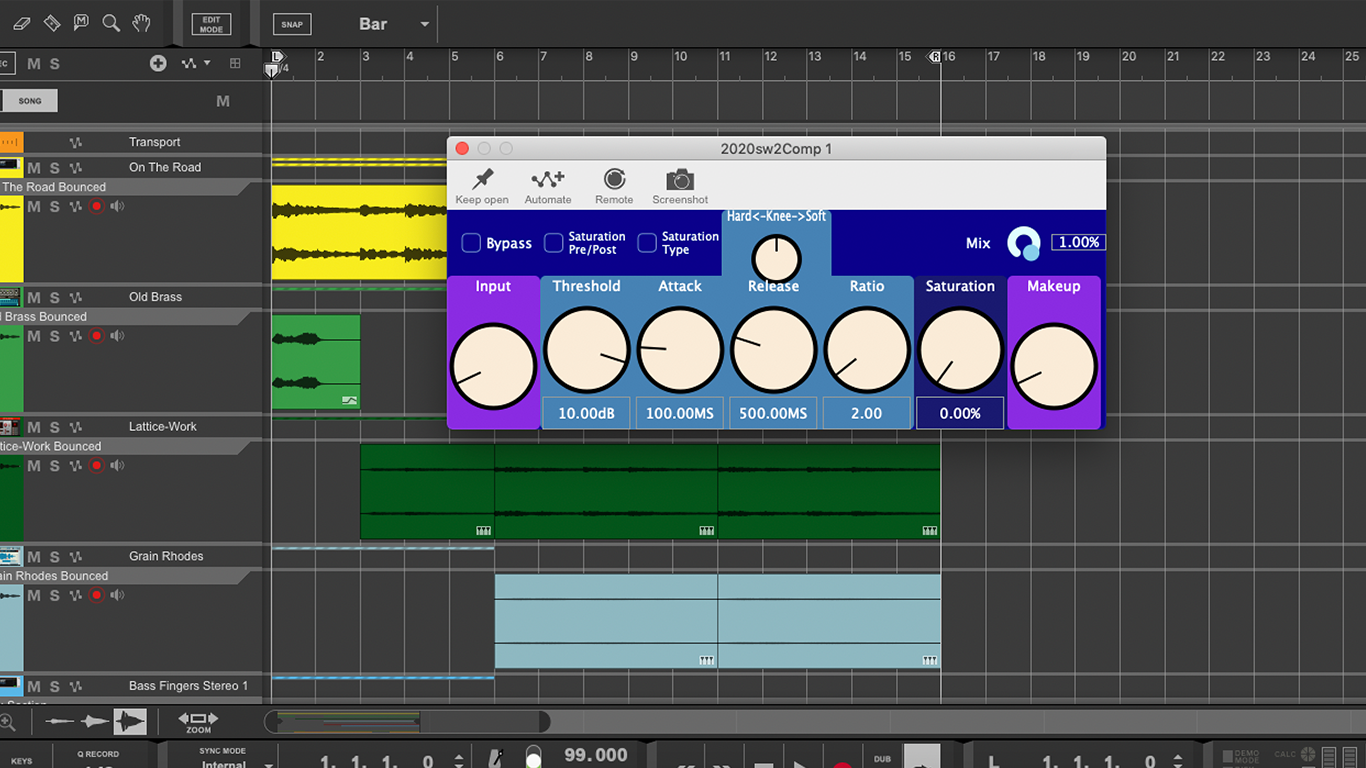 EDIT
MODE
SNAP
Bar
M S
L
/4
2 3 4 5 6 7 8 9 10 11 12 13 14 15 R 16 17 18 19 20 21 22 23 24 25
SONG
M
Transport
M S
On The Road
The Road Bounced
M S
M S
Old Brass
Brass Bounced
M S
M S
Lattice-Work
tice-Work Bounced
M S
M S
Grain Rhodes
ain Rhodes Bounced
M S
M S
Bass Fingers Stereo 1
2020sw2Comp 1
Keep open
Automate
Remote
Screenshot
Hard<-Knee->Soft
Bypass
Saturation
Pre/Post
Saturation
Type
Mix
1.00%
Input
Threshold
Attack
Release
Ratio
Saturation
Makeup
10.00dB
100.00MS
500.00MS
2.00
0.00%
ZOOM
KEYS
Q RECORD
SYNC MODE
Internal
1. 1. 1. 0
99.000
DUB
L
1. 1. 1. 0
DEMO
MODE
CALC